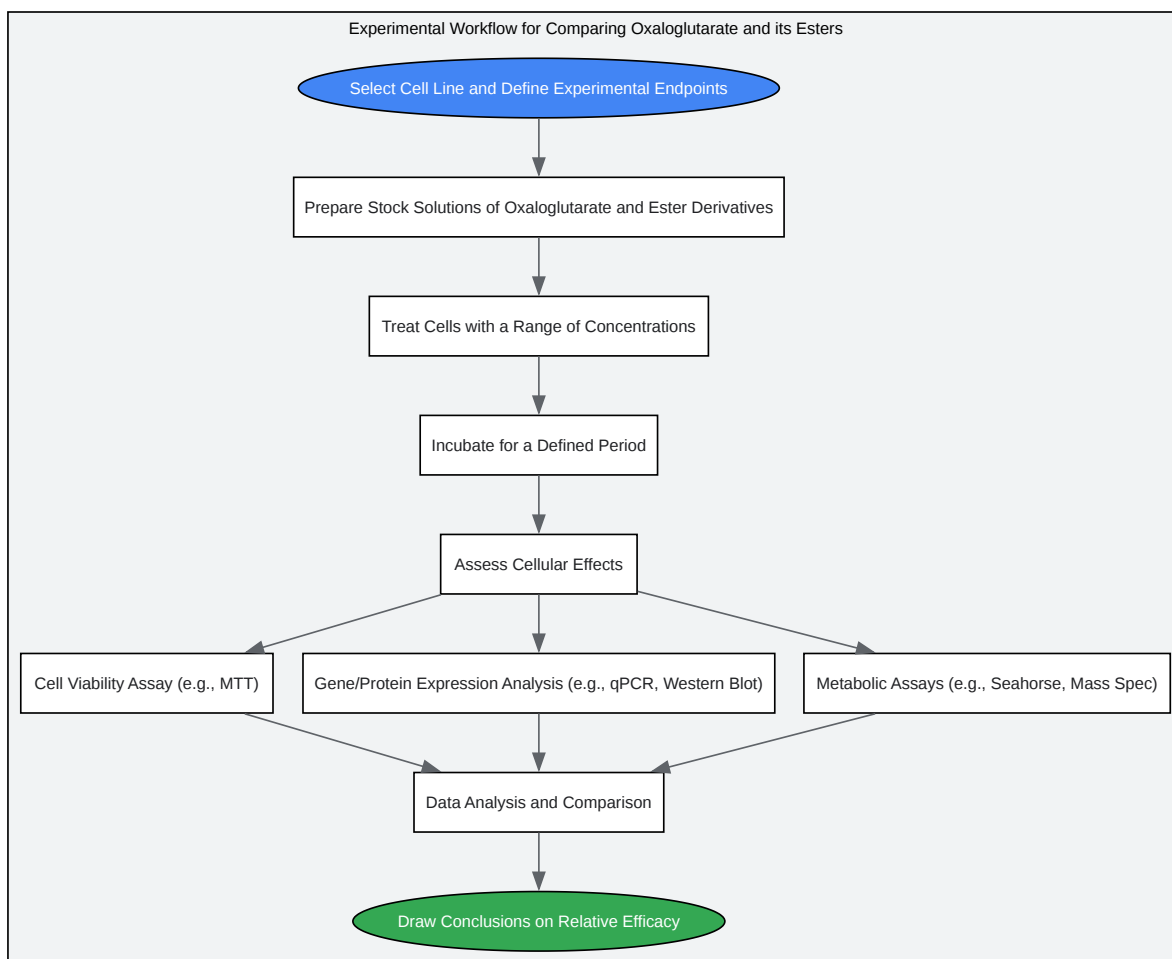 Experimental Workflow for Comparing Oxaloglutarate and its Esters
Select Cell Line and Define Experimental Endpoints
Prepare Stock Solutions of Oxaloglutarate and Ester Derivatives
Treat Cells with a Range of Concentrations
Incubate for a Defined Period
Assess Cellular Effects
Cell Viability Assay (e.g., MTT)
Gene/Protein Expression Analysis (e.g., qPCR, Western Blot)
Metabolic Assays (e.g., Seahorse, Mass Spec)
Data Analysis and Comparison
Draw Conclusions on Relative Efficacy